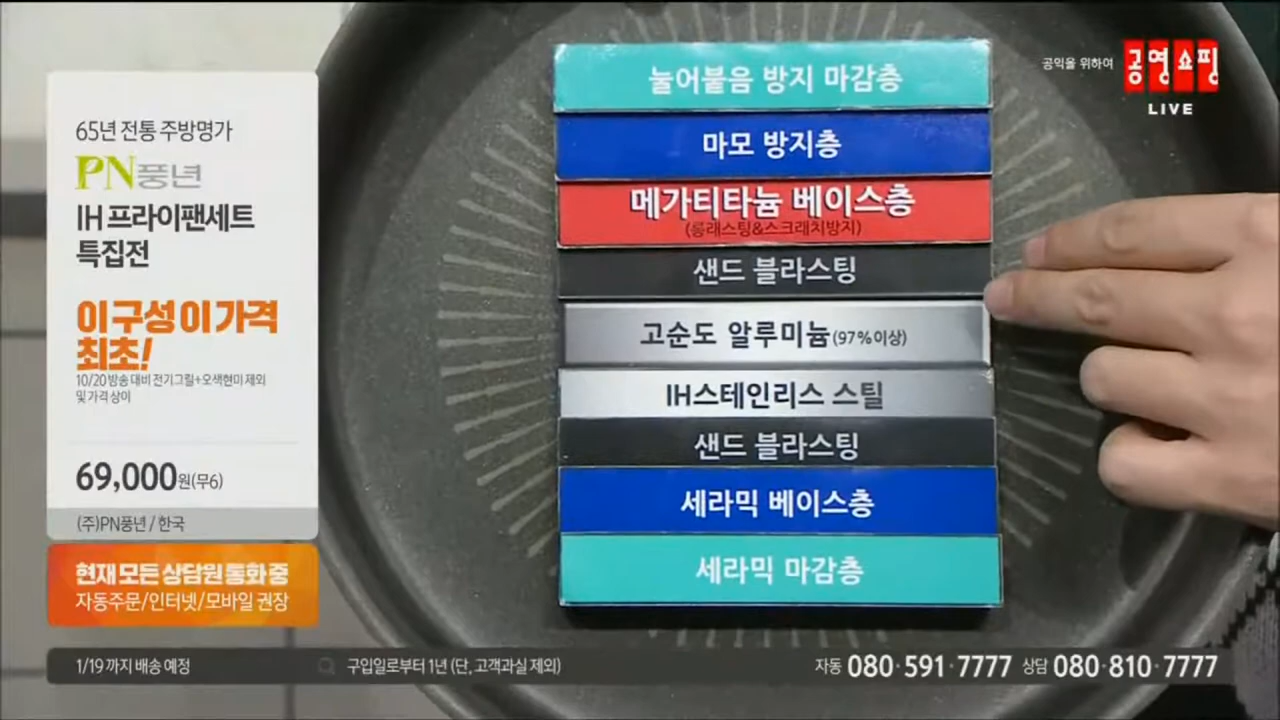 65년 전통 주방명가
PN풍년
IH 프라이팬세트
특집전
이 구성 이 가격
최초!
10/20 방송 대비 전기그릴+오색현미 제외
및 가격 상이
69,000원(무6)
(주)PN풍년 / 한국
현재 모든 상담원 통화 중
자동주문/인터넷/모바일 권장
눌어붙음 방지 마감층
마모 방지층
메가티타늄 베이스층
(롱래스팅&스크래치방지)
샌드 블라스팅
고순도 알루미늄(97%이상)
IH스테인리스 스틸
샌드 블라스팅
세라믹 베이스층
세라믹 마감층
공익을 위하여 공영쇼핑
LIVE
1/19 까지 배송 예정
구입일로부터 1년 (단, 고객과실 제외)
자동 080·591·7777 상담 080·810·7777